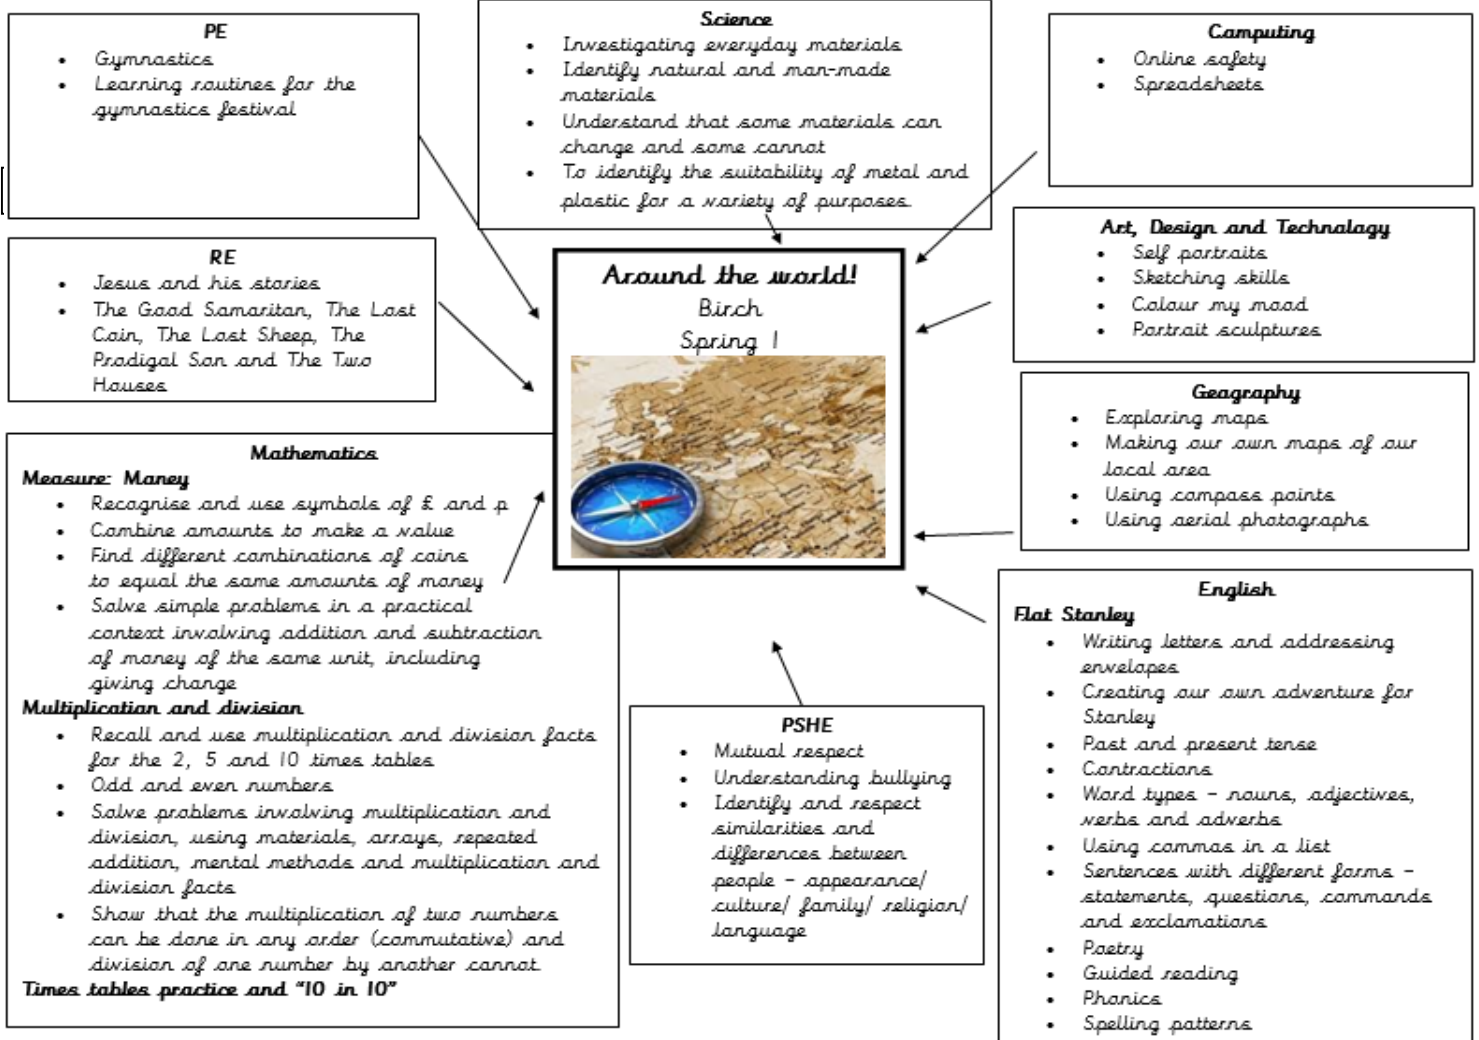 PE
• Gymnastics
• Learning routines for the
gymnastics festival
Science
• Investigating everyday materials
• Identify natural and man-made
materials
• Understand that some materials can
change and some cannot
• To identify the suitability of metal and
plastic for a variety of purposes.
Computing
• Online safety
• Spreadsheets
RE
• Jesus and his stories
• The Good Samaritan, The Lost
Coin, The Lost Sheep, The
Prodigal Son and The Two
Houses
Around the world!
Birch
Spring 1
Art, Design and Technology
• Self portraits
• Sketching skills
• Colour my mood
• Portrait sculptures
Geography
• Exploring maps
• Making our own maps of our
local area
• Using compass points
• Using aerial photographs
Mathematics
Measure: Money
• Recognise and use symbols of £ and p
• Combine amounts to make a value
• Find different combinations of coins
to equal the same amounts of money
• Solve simple problems in a practical
context involving addition and subtraction
of money of the same unit, including
giving change
Multiplication and division
• Recall and use multiplication and division facts
for the 2, 5 and 10 times tables
• Odd and even numbers
• Solve problems involving multiplication and
division, using materials, arrays, repeated
addition, mental methods and multiplication and
division facts
• Show that the multiplication of two numbers
can be done in any order (commutative) and
division of one number by another cannot.
Times tables practice and "10 in 10"
PSHE
• Mutual respect
• Understanding bullying
• Identify and respect
similarities and
differences between
people – appearance/
culture/ family/ religion/
language
English
Flat Stanley
• Writing letters and addressing
envelopes
• Creating our own adventure for
Stanley
• Past and present tense
• Contractions
• Word types – nouns, adjectives,
verbs and adverbs
• Using commas in a list
• Sentences with different forms –
statements, questions, commands
and exclamations
• Poetry
• Guided reading
• Phonics
• Spelling patterns